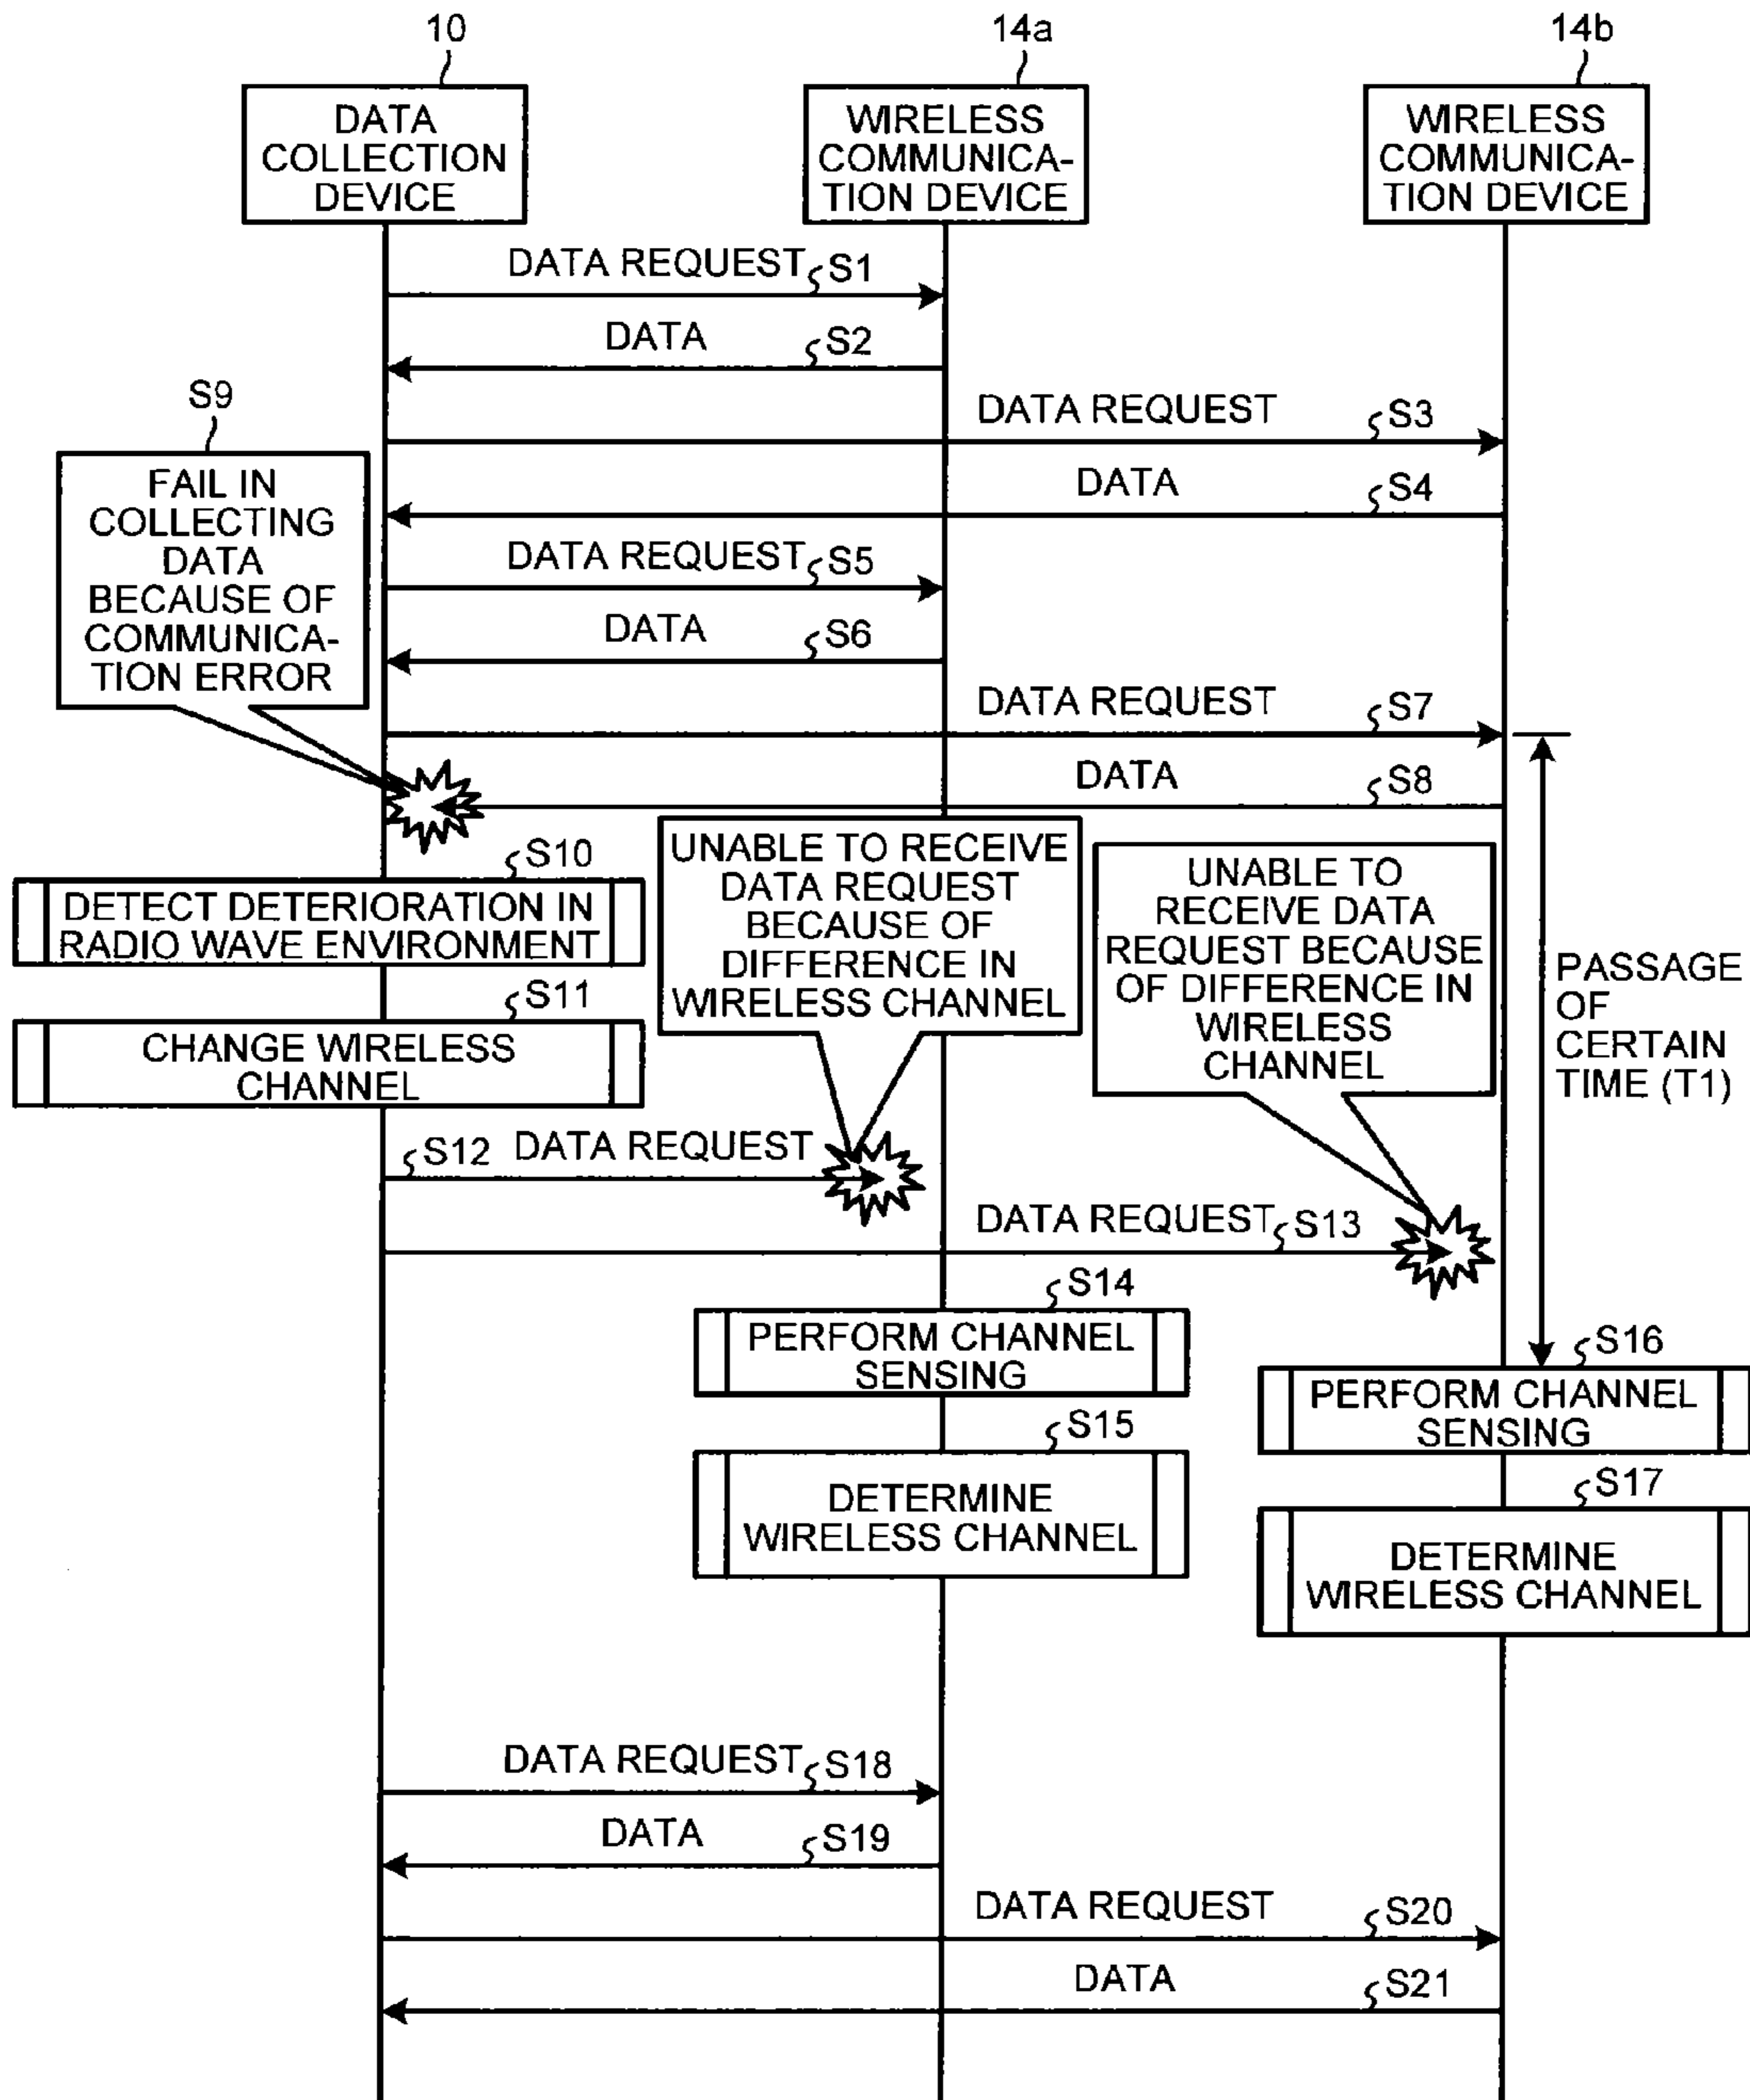 10
14a
14b
DATA
COLLECTION
DEVICE
WIRELESS
COMMUNICA-
TION DEVICE
WIRELESS
COMMUNICA-
TION DEVICE
DATA REQUEST S1
DATA S2
DATA REQUEST S3
DATA S4
DATA REQUEST S5
DATA S6
DATA REQUEST S7
DATA S8
S9
FAIL IN
COLLECTING
DATA
BECAUSE OF
COMMUNICA-
TION ERROR
S10
DETECT DETERIORATION IN
RADIO WAVE ENVIRONMENT
S11
CHANGE WIRELESS
CHANNEL
UNABLE TO RECEIVE
DATA REQUEST
BECAUSE OF
DIFFERENCE IN
WIRELESS CHANNEL
UNABLE TO
RECEIVE DATA
REQUEST BECAUSE
OF DIFFERENCE IN
WIRELESS
CHANNEL
PASSAGE
OF
CERTAIN
TIME (T1)
S12 DATA REQUEST
DATA REQUEST S13
S14
PERFORM CHANNEL
SENSING
S15
DETERMINE
WIRELESS CHANNEL
S16
PERFORM CHANNEL
SENSING
S17
DETERMINE
WIRELESS CHANNEL
DATA REQUEST S18
DATA S19
DATA REQUEST S20
DATA S21